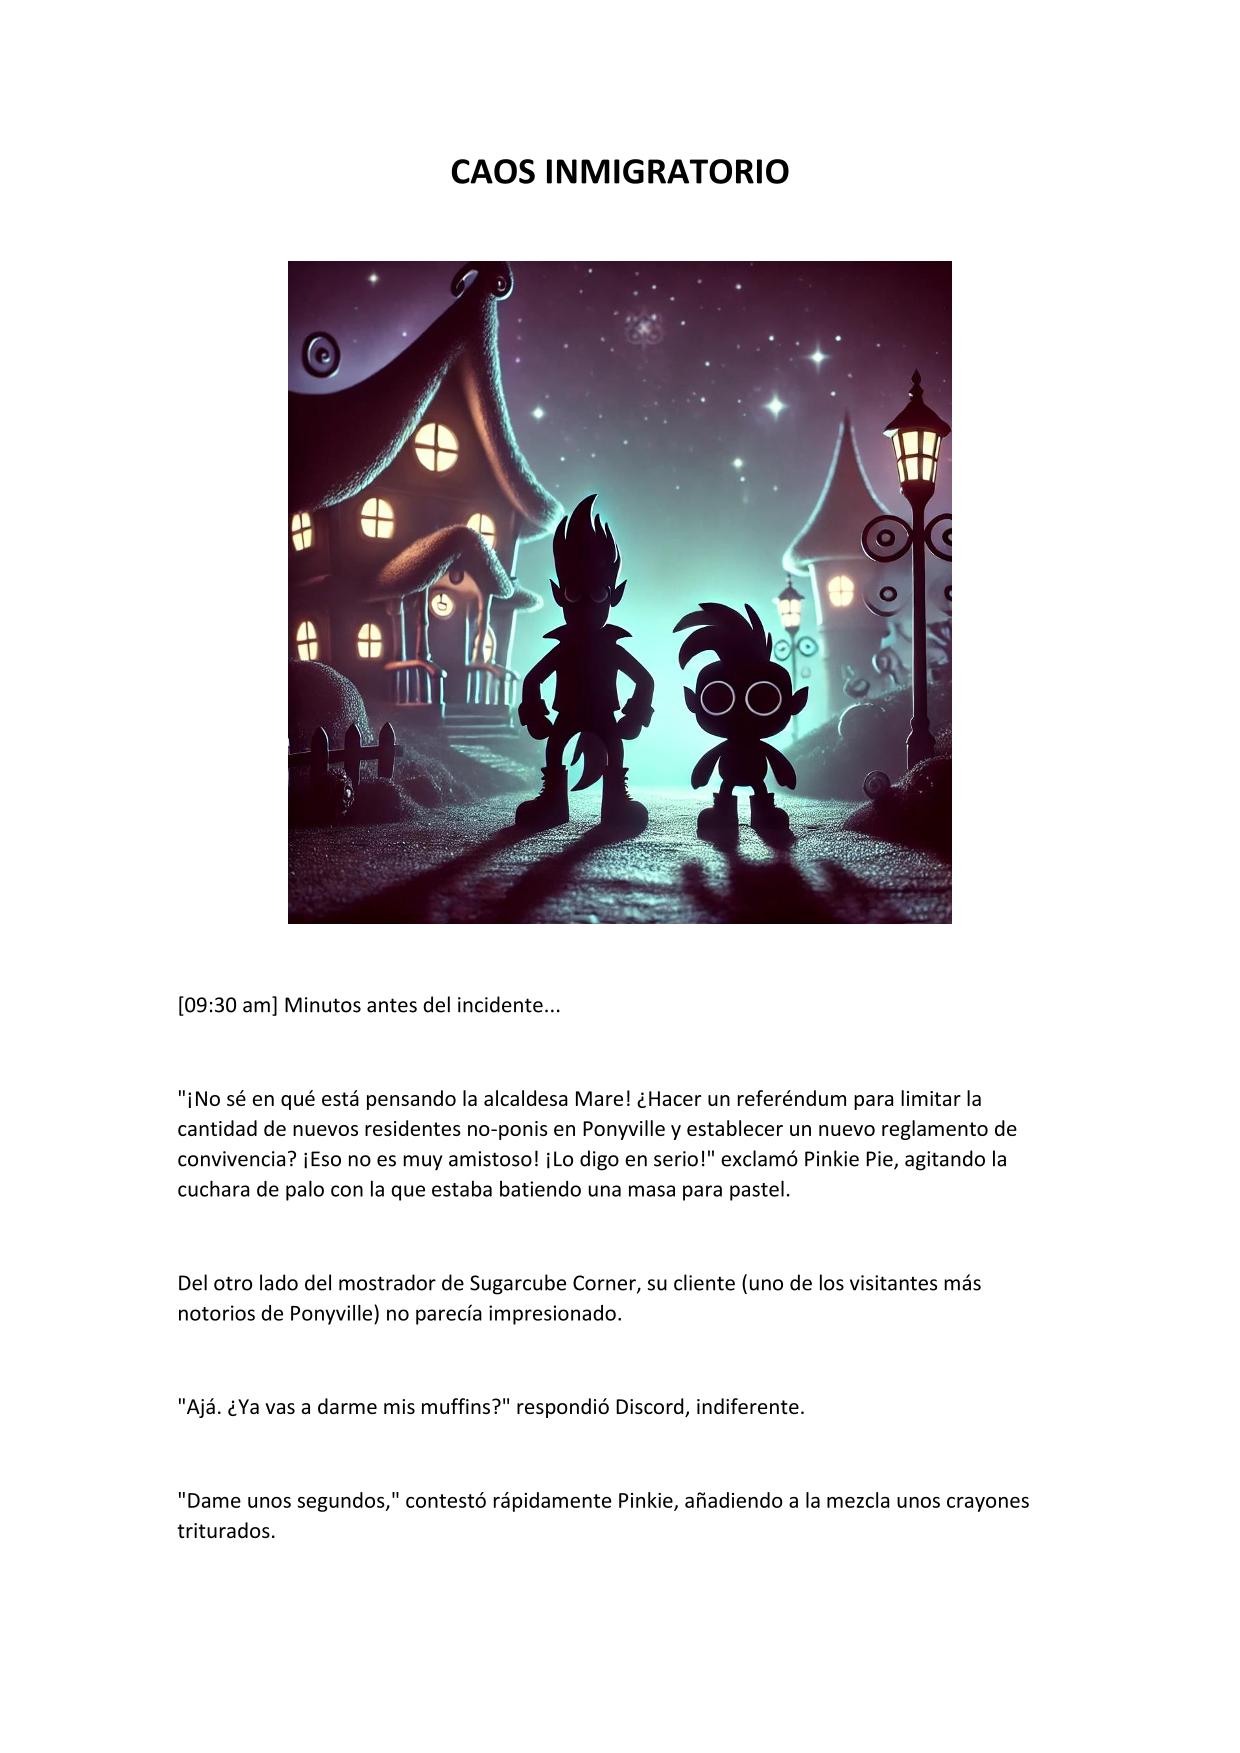 CAOS INMIGRATORIO
[09:30 am] Minutos antes del incidente...
"¡No sé en qué está pensando la alcaldesa Mare! ¿Hacer un referéndum para limitar la
cantidad de nuevos residentes no-ponis en Ponyville y establecer un nuevo reglamento de
convivencia? ¡Eso no es muy amistoso! ¡Lo digo en serio!" exclamó Pinkie Pie, agitando la
cuchara de palo con la que estaba batiendo una masa para pastel.
Del otro lado del mostrador de Sugarcube Corner, su cliente (uno de los visitantes más
notorios de Ponyville) no parecía impresionado.
"Ajá. ¿Ya vas a darme mis muffins?" respondió Discord, indiferente.
"Dame unos segundos," contestó rápidamente Pinkie, añadiendo a la mezcla unos crayones
triturados.